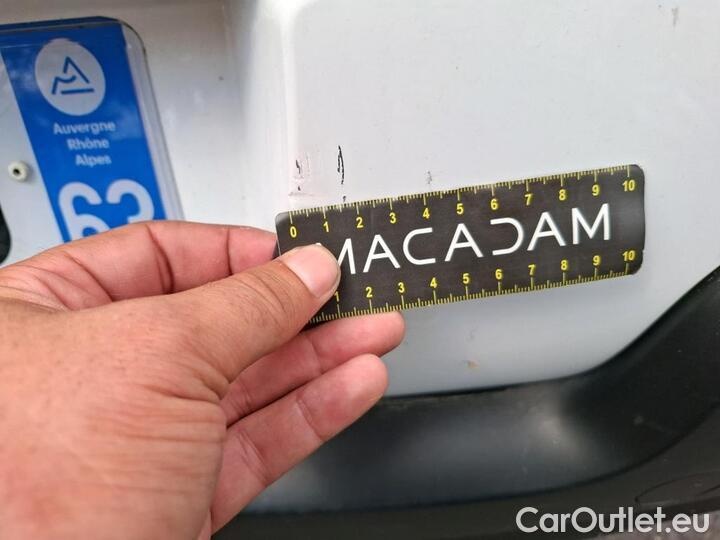 Auvergne
Rhône
Alpes
63
0 1 2 3 4 5 6 7 8 9 10
MACADAM
1 2 3 4 5 6 7 8 9 10
CarOutlet.eu